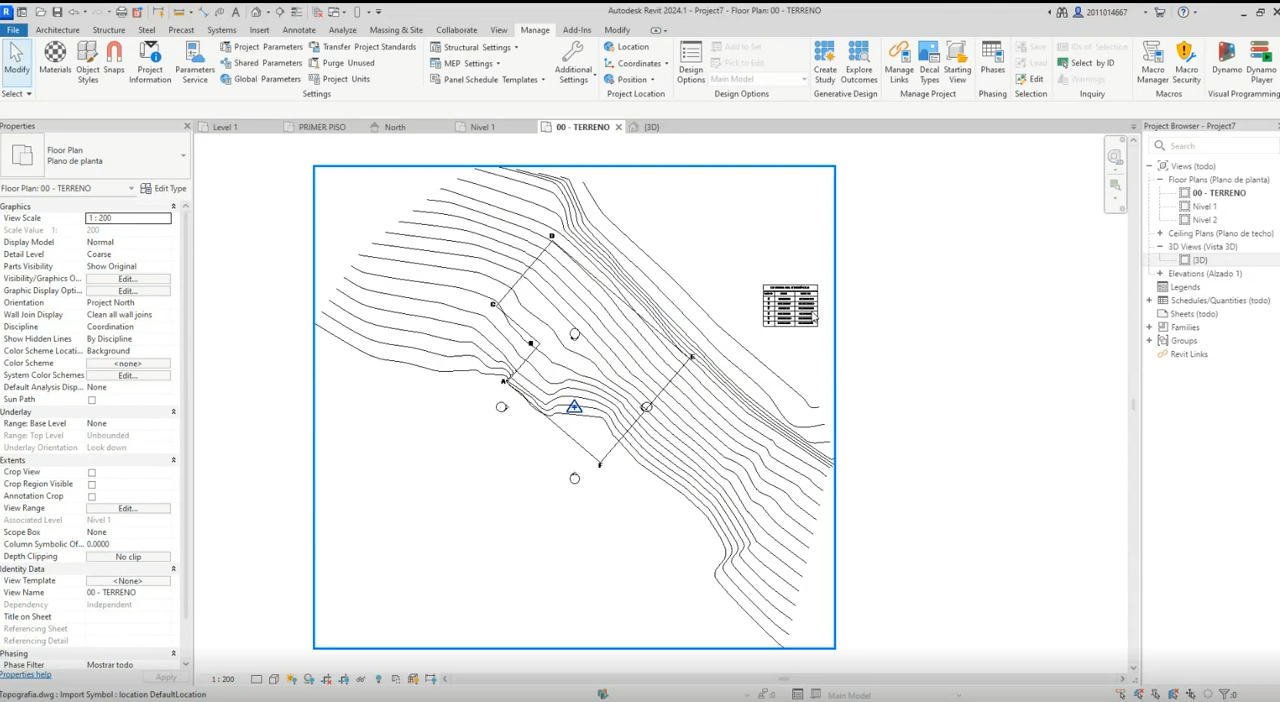 Autodesk Revit 2024.1 - Project7 - Floor Plan: 00 - TERRENO
2011014667
File Architecture Structure Steel Precast Systems Insert Annotate Analyze Massing & Site Collaborate View Manage Add-Ins Modify
Modify
Select
Materials
Object Styles
Snaps
Project Information
Parameters Service
Project Parameters
Shared Parameters
Global Parameters
Transfer Project Standards
Purge Unused
Project Units
Settings
Structural Settings
MEP Settings
Panel Schedule Templates
Additional Settings
Location
Coordinates
Position
Project Location
Design Options
Add to Set
Pick to Edit
Main Model
Design Options
Create Study
Explore Outcomes
Generative Design
Manage Links
Decal Types
Starting View
Manage Project
Phases
Phasing
Save
Load
Edit
Selection
IDs of Selection
Select by ID
Warnings
Inquiry
Macro Manager
Macro Security
Macros
Dynamo
Dynamo Player
Visual Programming
Properties
Floor Plan
Plano de planta
Floor Plan: 00 - TERRENO Edit Type
Graphics
View Scale 1 : 200
Scale Value 1: 200
Display Model Normal
Detail Level Coarse
Parts Visibility Show Original
Visibility/Graphics O... Edit...
Graphic Display Opti... Edit...
Orientation Project North
Wall Join Display Clean all wall joins
Discipline Coordination
Show Hidden Lines By Discipline
Color Scheme Locati... Background
Color Scheme <none>
System Color Schemes Edit...
Default Analysis Disp... None
Sun Path
Underlay
Range: Base Level None
Range: Top Level Unbounded
Underlay Orientation Look down
Extents
Crop View
Crop Region Visible
Annotation Crop
View Range Edit...
Associated Level Nivel 1
Scope Box None
Column Symbolic Of... 0.0000
Depth Clipping No clip
Identity Data
View Template <None>
View Name 00 - TERRENO
Dependency Independent
Title on Sheet
Referencing Sheet
Referencing Detail
Phasing
Phase Filter Mostrar todo
Properties help Apply
Level 1
PRIMER PISO
North
Nivel 1
00 - TERRENO
{3D}
D
C
B
A
E
F
1 : 200
Project Browser - Project7
Search
Views (todo)
Floor Plans (Plano de planta)
00 - TERRENO
Nivel 1
Nivel 2
Ceiling Plans (Plano de techo)
3D Views (Vista 3D)
{3D}
Elevations (Alzado 1)
Legends
Schedules/Quantities (todo)
Sheets (todo)
Families
Groups
Revit Links
Topografia.dwg : Import Symbol : location DefaultLocation
:0
Main Model
:0